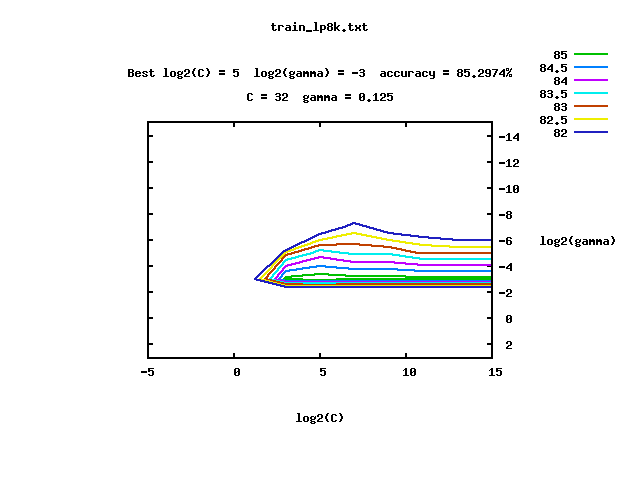 train_lp8k.txt
Best log2(C) = 5  log2(gamma) = -3  accuracy = 85.2974%
C = 32  gamma = 0.125
85
84.5
84
83.5
83
82.5
82
-14
-12
-10
-8
-6
-4
-2
0
2
log2(gamma)
-5 0 5 10 15
log2(C)